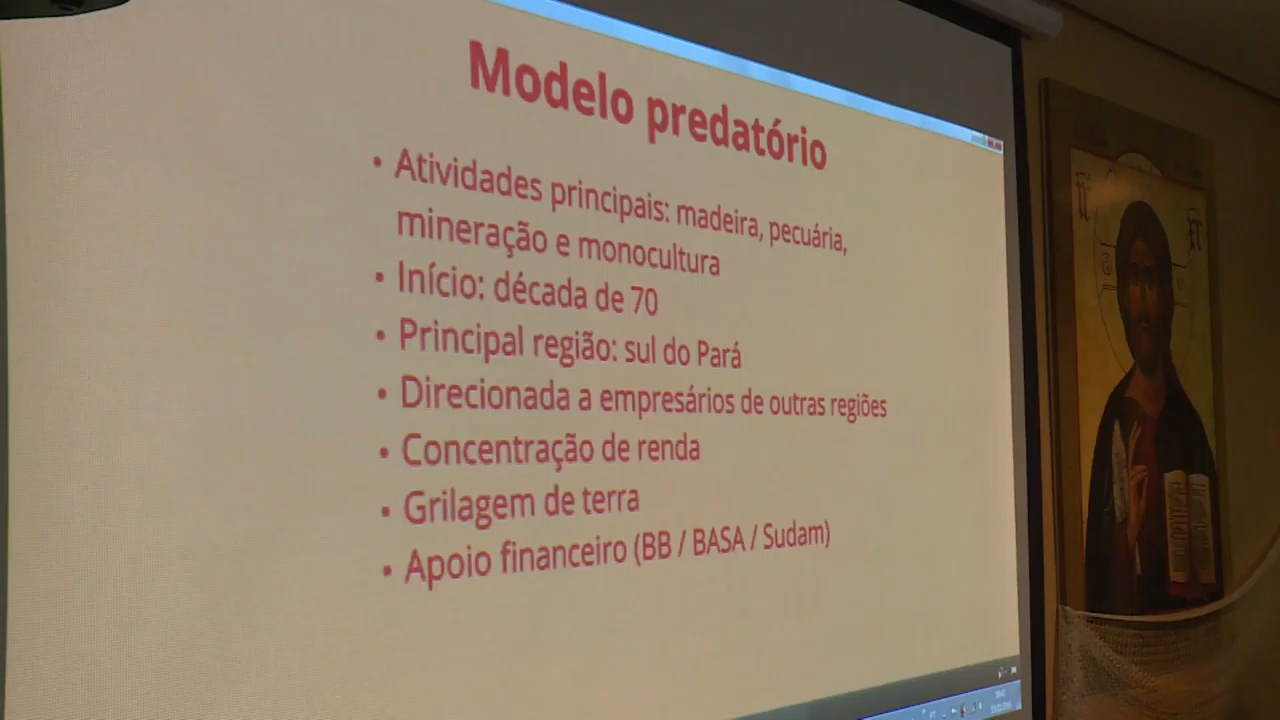 Modelo predatório
• Atividades principais: madeira, pecuária,
mineração e monocultura
• Início: década de 70
• Principal região: sul do Pará
• Direcionada a empresários de outras regiões
• Concentração de renda
• Grilagem de terra
• Apoio financeiro (BB / BASA / Sudam)